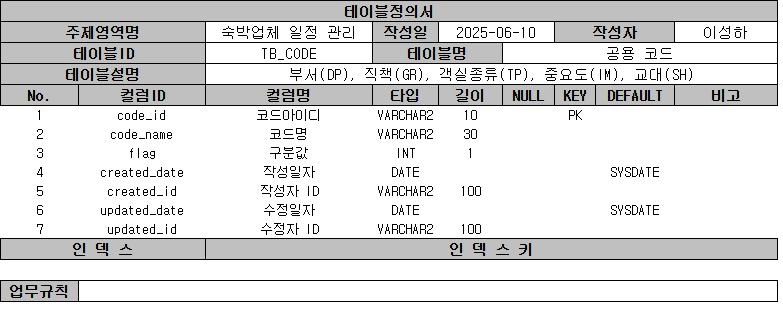 테이블정의서
주제영역명 숙박업체 일정 관리 작성일 2025-06-10 작성자 이성하
테이블ID TB_CODE 테이블명 공용 코드
테이블설명 부서(DP), 직책(GR), 객실종류(TP), 중요도(IM), 교대(SH)
No. 컬럼ID 컬럼명 타입 길이 NULL KEY DEFAULT 비고
1 code_id 코드아이디 VARCHAR2 10 PK
2 code_name 코드명 VARCHAR2 30
3 flag 구분값 INT 1
4 created_date 작성일자 DATE SYSDATE
5 created_id 작성자 ID VARCHAR2 100
6 updated_date 수정일자 DATE SYSDATE
7 updated_id 수정자 ID VARCHAR2 100
인 덱 스 인 덱 스 키
업무규칙